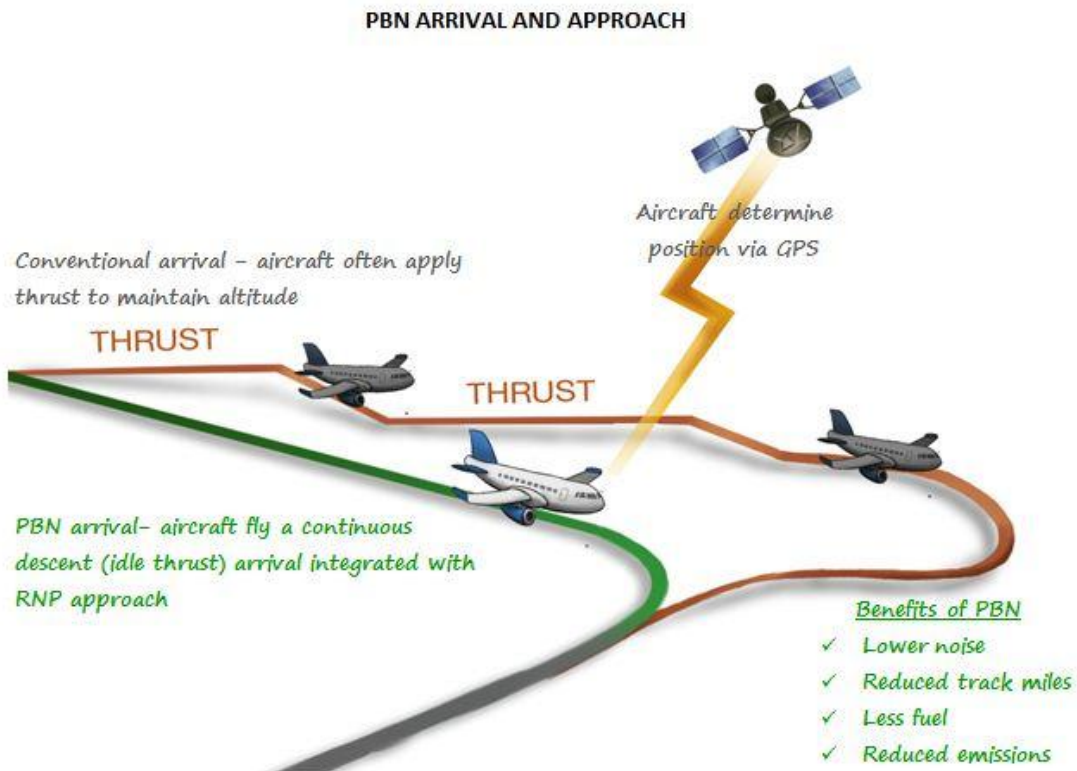 PBN ARRIVAL AND APPROACH
Aircraft determine
position via GPS
Conventional arrival – aircraft often apply
thrust to maintain altitude
THRUST
THRUST
PBN arrival– aircraft fly a continuous
descent (idle thrust) arrival integrated with
RNP approach
Benefits of PBN
✓ Lower noise
✓ Reduced track miles
✓ Less fuel
✓ Reduced emissions